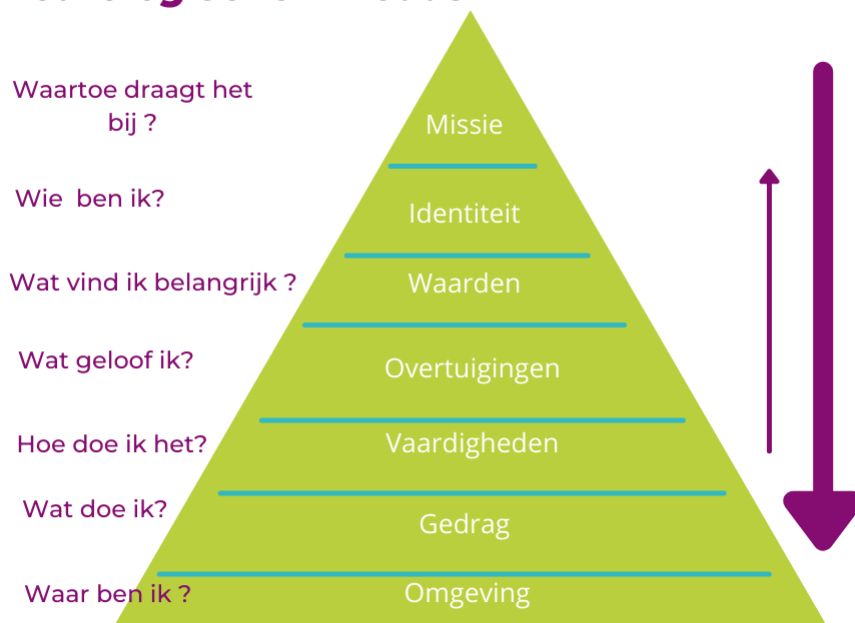 Waartoe draagt het
bij ?
Missie
Wie ben ik?
Identiteit
Wat vind ik belangrijk ?
Waarden
Wat geloof ik?
Overtuigingen
Hoe doe ik het?
Vaardigheden
Wat doe ik?
Gedrag
Waar ben ik ?
Omgeving